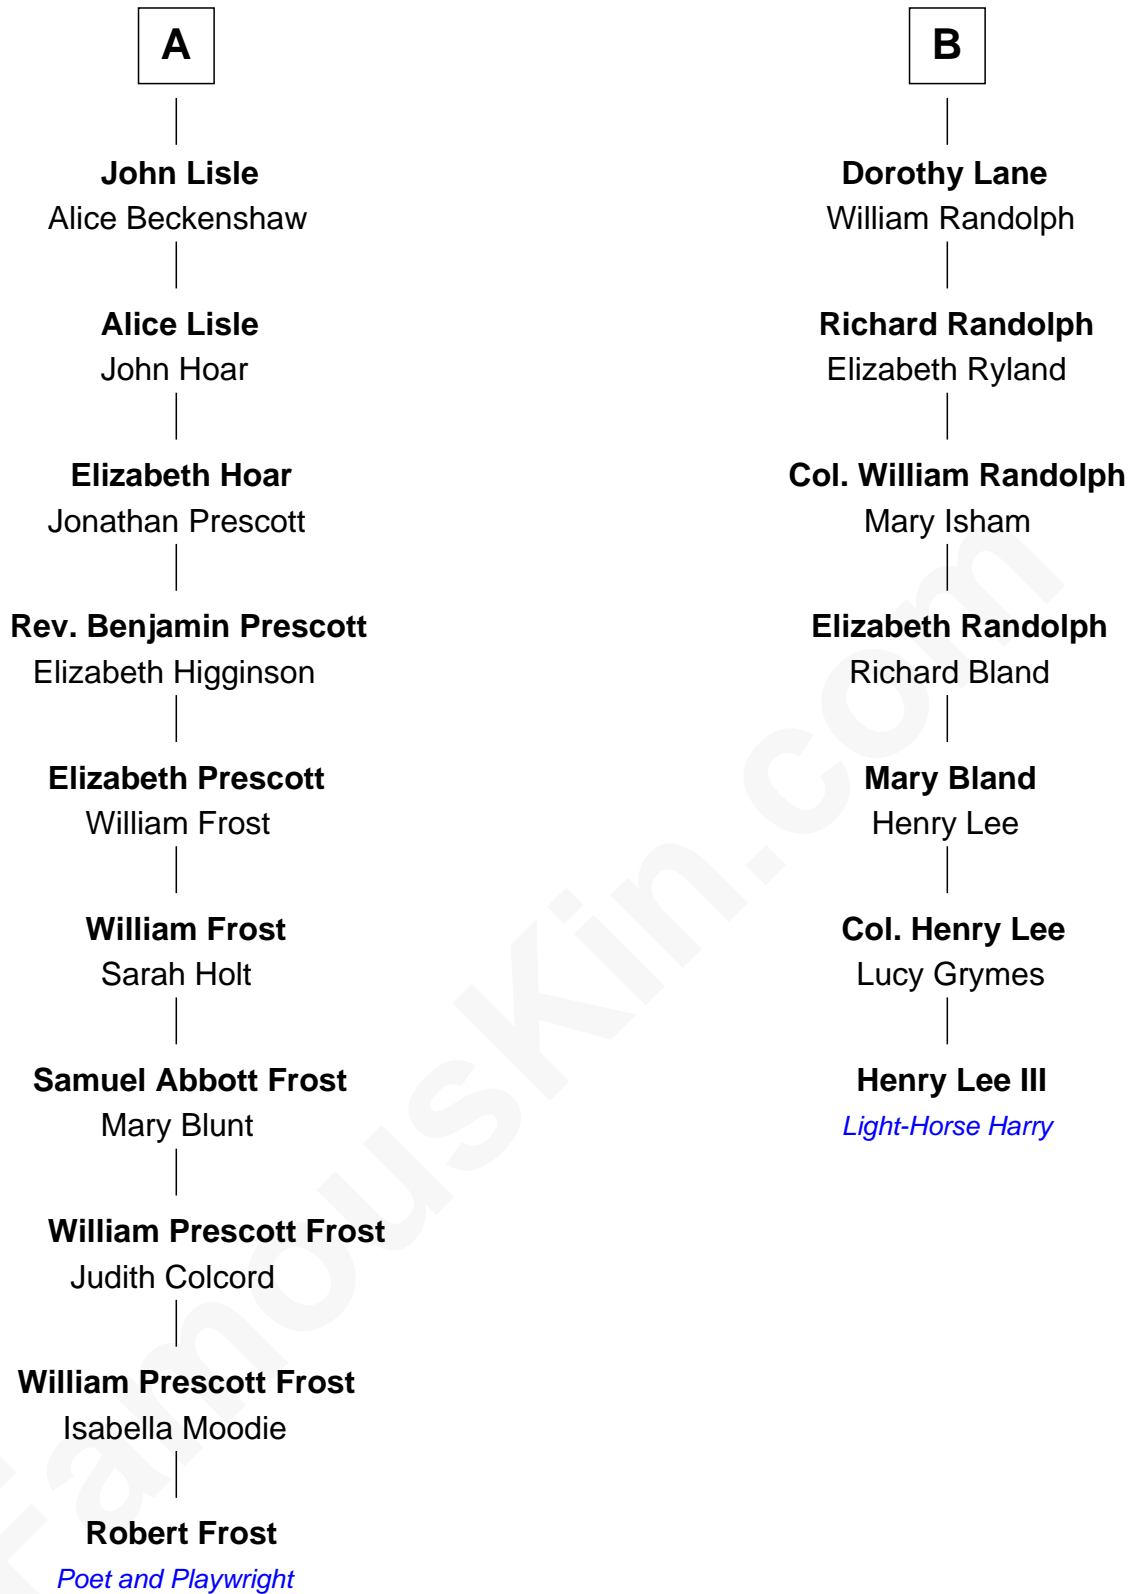 A
John Lisle
Alice Beckenshaw
Alice Lisle
John Hoar
Elizabeth Hoar
Jonathan Prescott
Rev. Benjamin Prescott
Elizabeth Higginson
Elizabeth Prescott
William Frost
William Frost
Sarah Holt
Samuel Abbott Frost
Mary Blunt
William Prescott Frost
Judith Colcord
William Prescott Frost
Isabella Moodie
Robert Frost
Poet and Playwright
B
Dorothy Lane
William Randolph
Richard Randolph
Elizabeth Ryland
Col. William Randolph
Mary Isham
Elizabeth Randolph
Richard Bland
Mary Bland
Henry Lee
Col. Henry Lee
Lucy Grymes
Henry Lee III
Light-Horse Harry
FamousKin.com